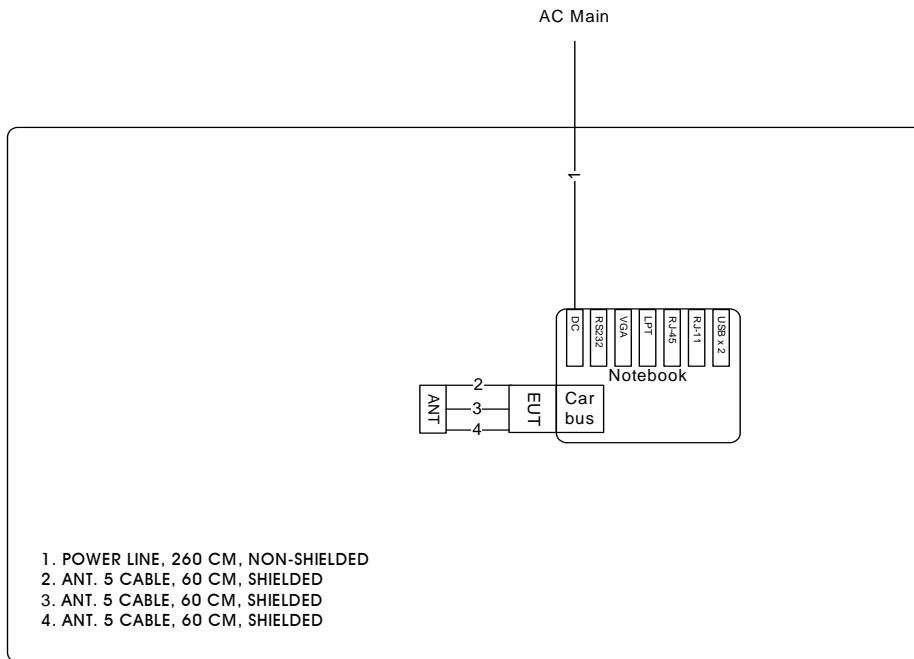 AC Main
1
DC
RS232
VGA
LPT
RJ-45
RJ-11
USB x 2
Notebook
ANT
2
3
4
EUT
Car
bus
1. POWER LINE, 260 CM, NON-SHIELDED
2. ANT. 5 CABLE, 60 CM, SHIELDED
3. ANT. 5 CABLE, 60 CM, SHIELDED
4. ANT. 5 CABLE, 60 CM, SHIELDED